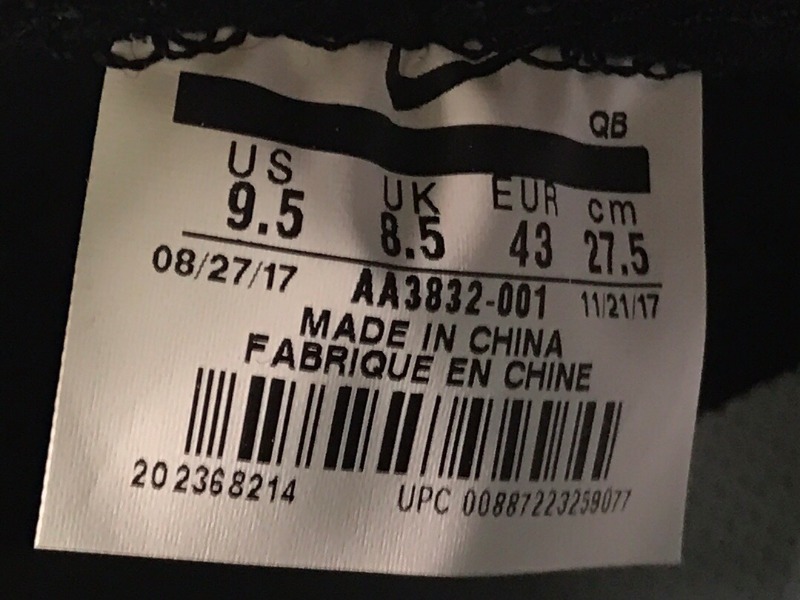 QB
US UK EUR cm
9.5 8.5 43 27.5
08/27/17 AA3832-001 11/21/17
MADE IN CHINA
FABRIQUE EN CHINE
202368214 UPC 00887223259077